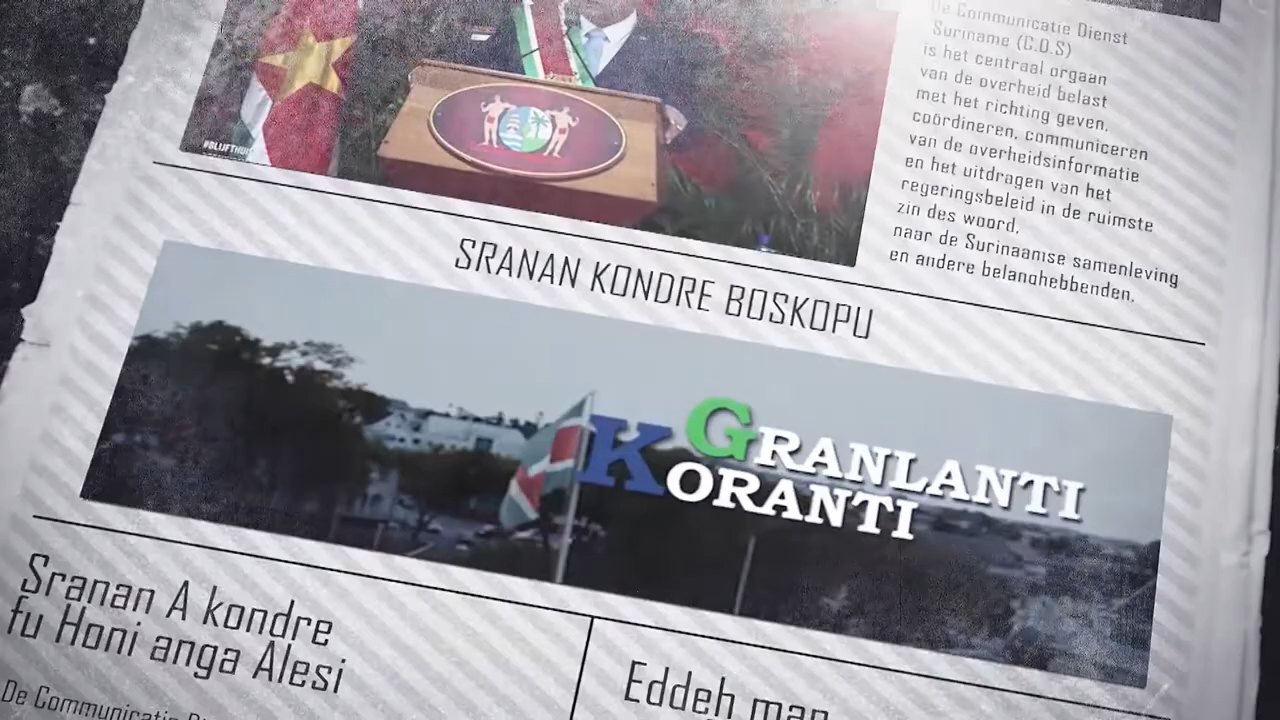 De Communicatie Dienst
Suriname (C.D.S)
is het centraal orgaan
van de overheid belast
met het richting geven,
coördineren, communiceren
van de overheidsinformatie
en het uitdragen van het
regeringsbeleid in de ruimste
zin des woord,
naar de Surinaamse samenleving
en andere belanghebbenden.
SRANAN KONDRE BOSKOPU
GRANLANTI
KORANTI
Sranan A kondre
fu Honi anga Alesi
De Communicatie
Eddeh man